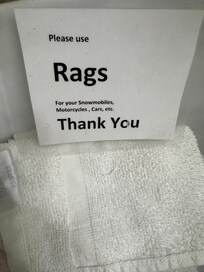 Please use
Rags
For your Snowmobiles,
Motorcycles , Cars, etc.
Thank You